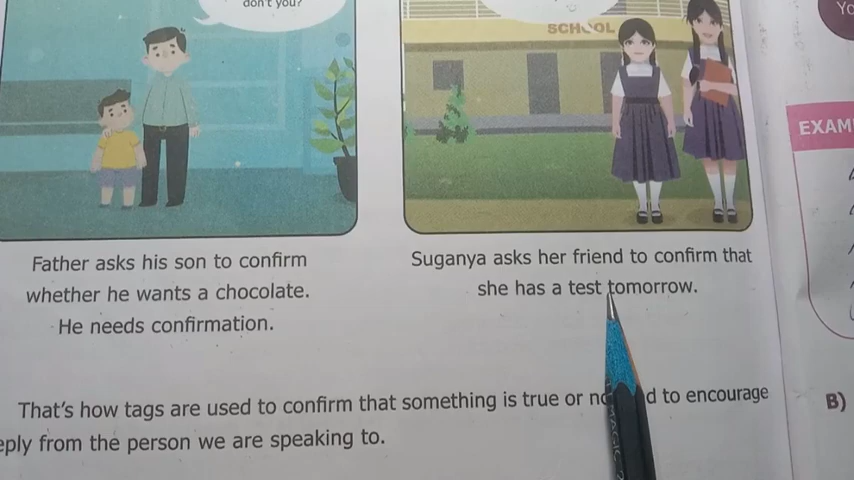 don't you?
SCHOOL
Yo
EXAM
Father asks his son to confirm
whether he wants a chocolate.
He needs confirmation.
Suganya asks her friend to confirm that
she has a test tomorrow.
That's how tags are used to confirm that something is true or no d to encourage
eply from the person we are speaking to.
B)
MAGIC